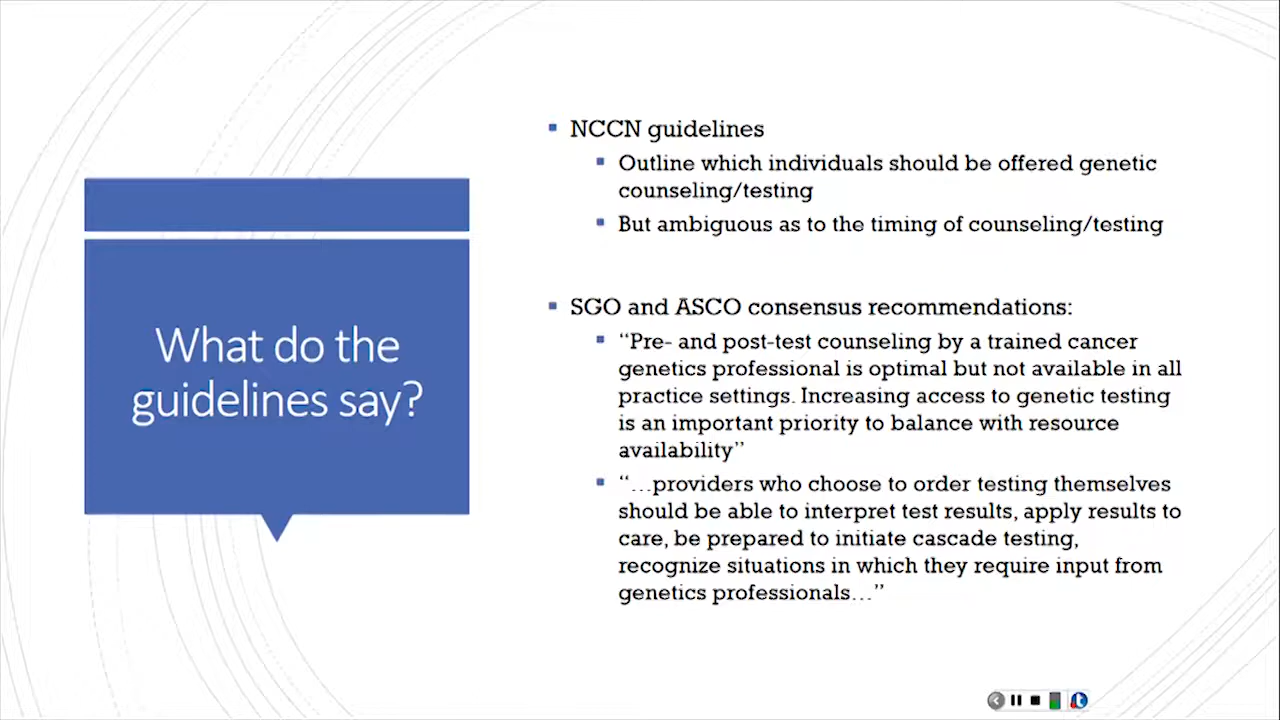 What do the
guidelines say?
NCCN guidelines
Outline which individuals should be offered genetic
counseling/testing
But ambiguous as to the timing of counseling/testing
SGO and ASCO consensus recommendations:
“Pre- and post-test counseling by a trained cancer
genetics professional is optimal but not available in all
practice settings. Increasing access to genetic testing
is an important priority to balance with resource
availability”
“…providers who choose to order testing themselves
should be able to interpret test results, apply results to
care, be prepared to initiate cascade testing,
recognize situations in which they require input from
genetics professionals…”